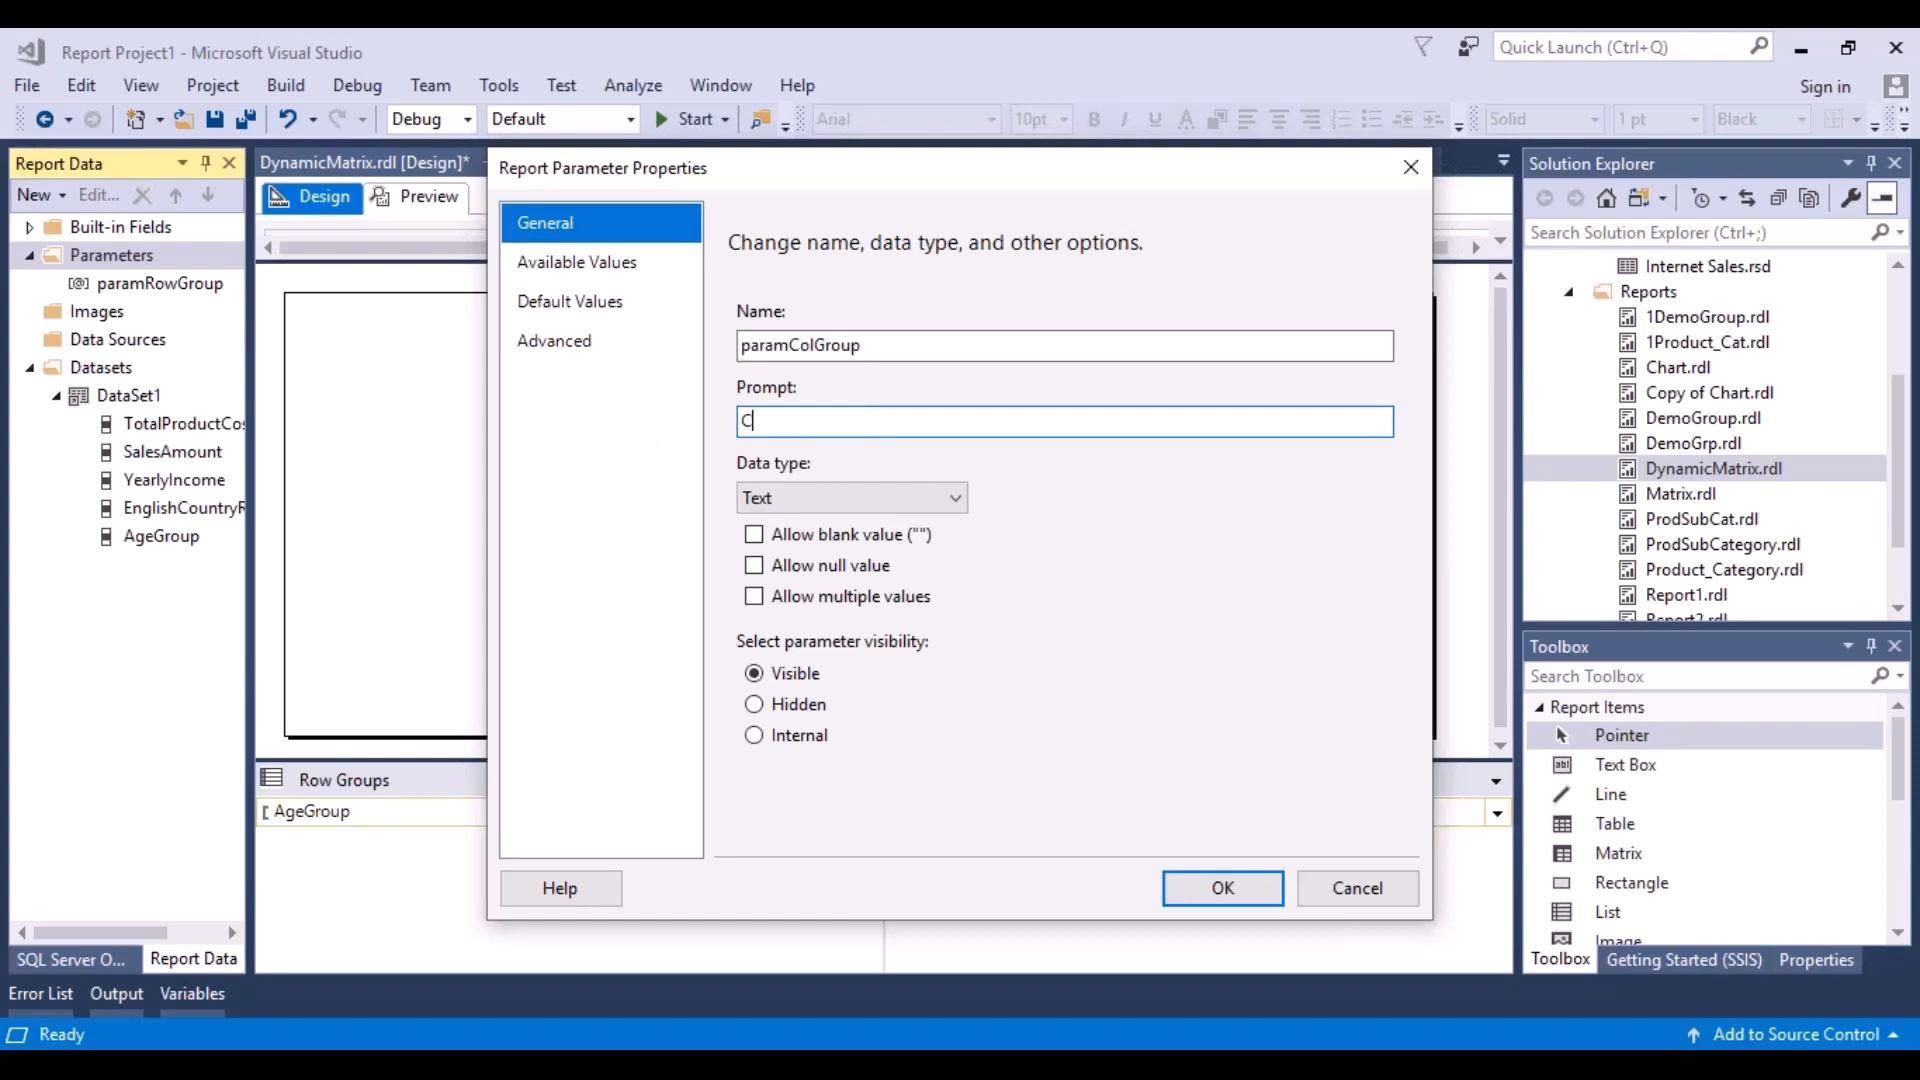 Report Project1 - Microsoft Visual Studio
Quick Launch (Ctrl+Q)
File Edit View Project Build Debug Team Tools Test Analyze Window Help
Sign in
Debug Default Start Arial 10pt B I U A Solid 1 pt Black
Report Data
New Edit...
Built-in Fields
Parameters
[@] paramRowGroup
Images
Data Sources
Datasets
DataSet1
TotalProductCos
SalesAmount
YearlyIncome
EnglishCountryR
AgeGroup
SQL Server O... Report Data
DynamicMatrix.rdl [Design]*
Design Preview
Row Groups
[ AgeGroup
Report Parameter Properties
General
Available Values
Default Values
Advanced
Change name, data type, and other options.
Name:
paramColGroup
Prompt:
C
Data type:
Text
Allow blank value ("")
Allow null value
Allow multiple values
Select parameter visibility:
Visible
Hidden
Internal
Help OK Cancel
Solution Explorer
Search Solution Explorer (Ctrl+;)
Internet Sales.rsd
Reports
1DemoGroup.rdl
1Product_Cat.rdl
Chart.rdl
Copy of Chart.rdl
DemoGroup.rdl
DemoGrp.rdl
DynamicMatrix.rdl
Matrix.rdl
ProdSubCat.rdl
ProdSubCategory.rdl
Product_Category.rdl
Report1.rdl
Report2.rdl
Toolbox
Search Toolbox
Report Items
Pointer
abl Text Box
Line
Table
Matrix
Rectangle
List
Image
Toolbox Getting Started (SSIS) Properties
Error List Output Variables
Ready
Add to Source Control